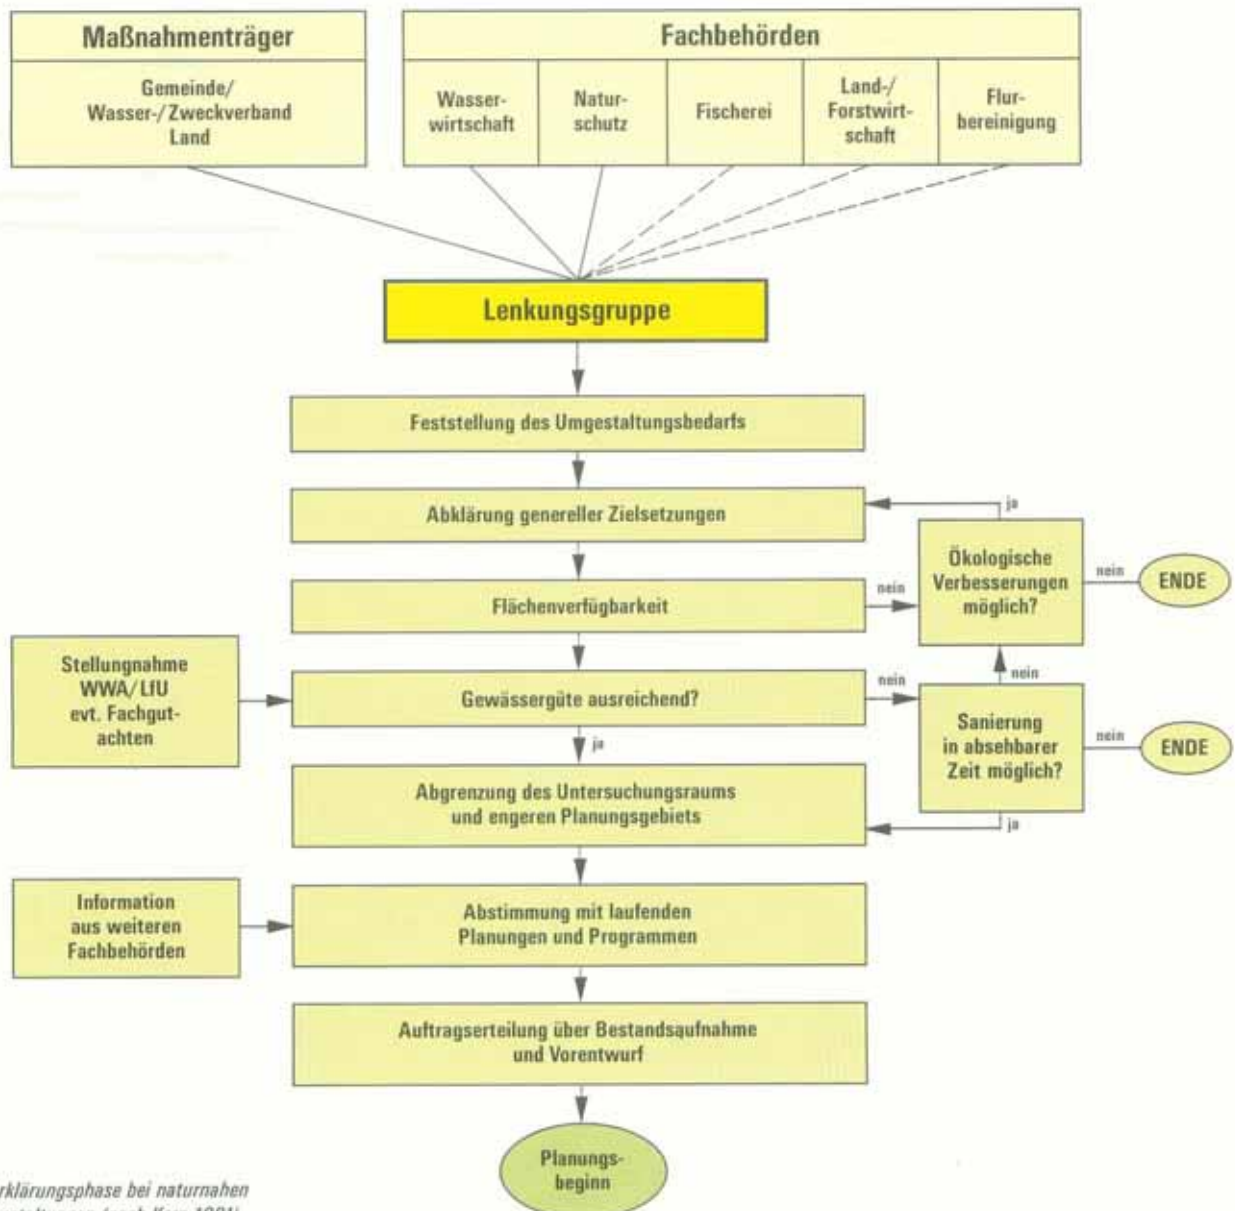 Maßnahmenträger
Gemeinde/
Wasser-/Zweckverband
Land
Fachbehörden
Wasser-
wirtschaft
Natur-
schutz
Fischerei
Land-/
Forstwirt-
schaft
Flur-
bereinigung
Lenkungsgruppe
Feststellung des Umgestaltungsbedarfs
Abklärung genereller Zielsetzungen
ja
Ökologische
Verbesserungen
möglich?
nein
ENDE
Flächenverfügbarkeit
nein
Stellungnahme
WWA/LfU
evt. Fachgut-
achten
Gewässergüte ausreichend?
nein
nein
Sanierung
in absehbarer
Zeit möglich?
nein
ENDE
ja
Abgrenzung des Untersuchungsraums
und engeren Planungsgebiets
ja
Information
aus weiteren
Fachbehörden
Abstimmung mit laufenden
Planungen und Programmen
Auftragserteilung über Bestandsaufnahme
und Vorentwurf
Planungs-
beginn
rklärungsphase bei naturnahen